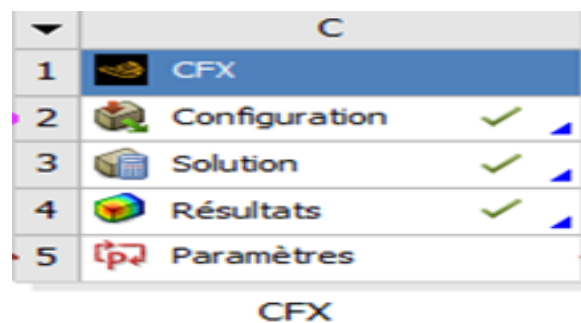 C
1 CFX
2 Configuration
3 Solution
4 Résultats
5 Paramètres
CFX